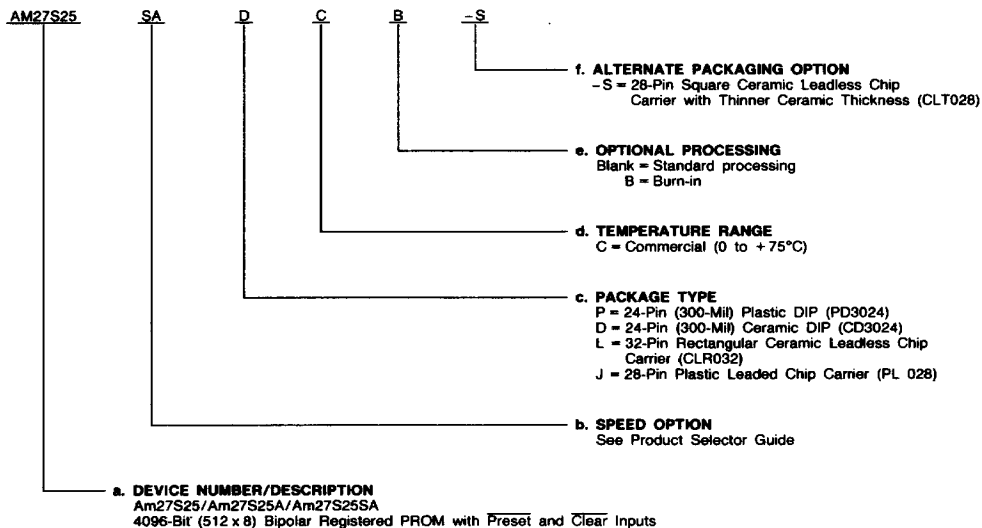 AM27S25 SA D C B -S
f. ALTERNATE PACKAGING OPTION
-S = 28-Pin Square Ceramic Leadless Chip
Carrier with Thinner Ceramic Thickness (CLT028)
e. OPTIONAL PROCESSING
Blank = Standard processing
B = Burn-in
d. TEMPERATURE RANGE
C = Commercial (0 to +75°C)
c. PACKAGE TYPE
P = 24-Pin (300-Mil) Plastic DIP (PD3024)
D = 24-Pin (300-Mil) Ceramic DIP (CD3024)
L = 32-Pin Rectangular Ceramic Leadless Chip
Carrier (CLR032)
J = 28-Pin Plastic Leaded Chip Carrier (PL 028)
b. SPEED OPTION
See Product Selector Guide
a. DEVICE NUMBER/DESCRIPTION
Am27S25/Am27S25A/Am27S25SA
4096-Bit (512 x 8) Bipolar Registered PROM with Preset and Clear Inputs